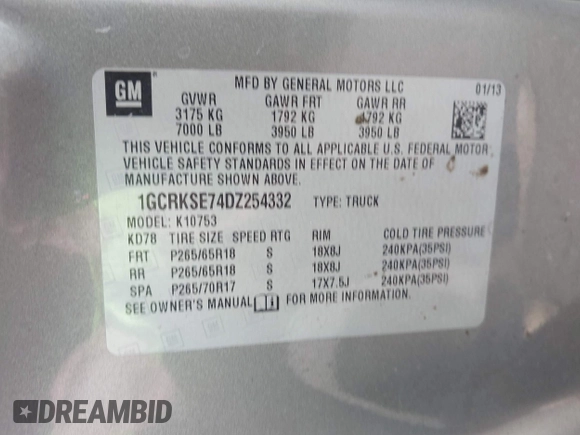 GM
MFD BY GENERAL MOTORS LLC 01/13
GVWR GAWR FRT GAWR RR
3175 KG 1792 KG 1792 KG
7000 LB 3950 LB 3950 LB
THIS VEHICLE CONFORMS TO ALL APPLICABLE U.S. FEDERAL MOTOR
VEHICLE SAFETY STANDARDS IN EFFECT ON THE DATE OF
MANUFACTURE SHOWN ABOVE.
1GCRKSE74DZ254332 TYPE: TRUCK
MODEL: K10753
KD78 TIRE SIZE SPEED RTG RIM COLD TIRE PRESSURE
FRT P265/65R18 S 18X8J 240KPA(35PSI)
RR P265/65R18 S 18X8J 240KPA(35PSI)
SPA P265/70R17 S 17X7.5J 240KPA(35PSI)
SEE OWNER'S MANUAL FOR MORE INFORMATION.
DREAMBID